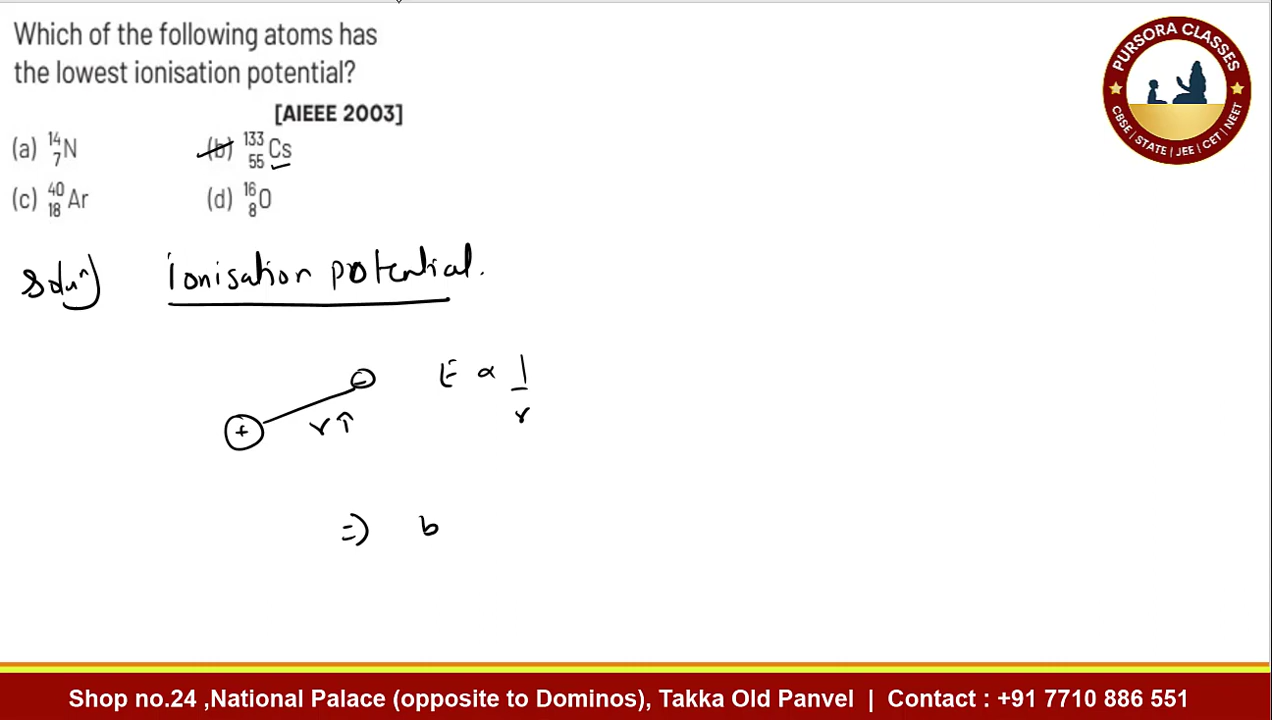 Which of the following atoms has
the lowest ionisation potential?
[AIEEE 2003]
(a) ¹⁴₇N (b) ¹³³₅₅Cs
(c) ⁴⁰₁₈Ar (d) ¹⁶₈O
Soluⁿ) ionisation potential.
+ - r↑ E ∝ 1/r
=) b
PURSORA CLASSES
CBSE | STATE | JEE | CET | NEET
Shop no.24 ,National Palace (opposite to Dominos), Takka Old Panvel | Contact : +91 7710 886 551